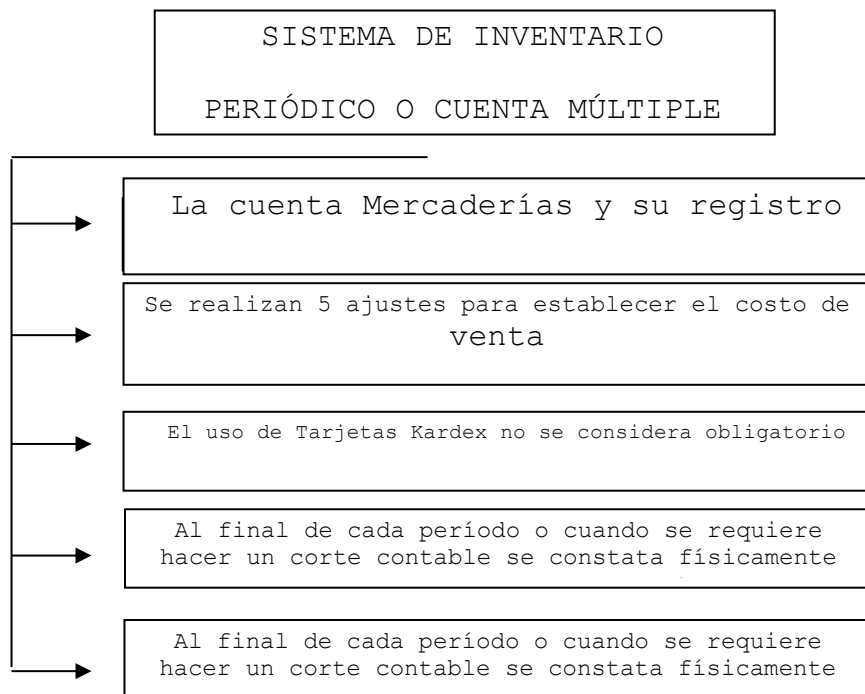 SISTEMA DE INVENTARIO
PERIÓDICO O CUENTA MÚLTIPLE
La cuenta Mercaderías y su registro
Se realizan 5 ajustes para establecer el costo de
venta
El uso de Tarjetas Kardex no se considera obligatorio
Al final de cada período o cuando se requiere
hacer un corte contable se constata físicamente
Al final de cada período o cuando se requiere
hacer un corte contable se constata físicamente